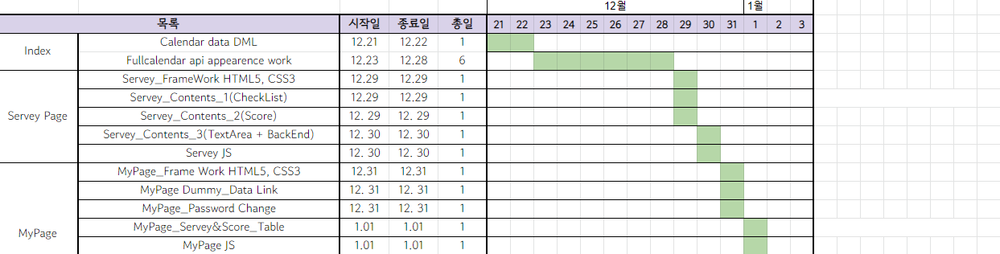 12월 1월
목록 시작일 종료일 총일 21 22 23 24 25 26 27 28 29 30 31 1 2 3
Index
Calendar data DML 12.21 12.22 1
Fullcalendar api appearence work 12.23 12.28 6
Servey Page
Servey_FrameWork HTML5, CSS3 12.29 12.29 1
Servey_Contents_1(CheckList) 12.29 12.29 1
Servey_Contents_2(Score) 12. 29 12. 29 1
Servey_Contents_3(TextArea + BackEnd) 12. 30 12. 30 1
Servey JS 12. 30 12. 30 1
MyPage
MyPage_Frame Work HTML5, CSS3 12.31 12.31 1
MyPage Dummy_Data Link 12. 31 12. 31 1
MyPage_Password Change 12. 31 12. 31 1
MyPage_Servey&Score_Table 1.01 1.01 1
MyPage JS 1.01 1.01 1